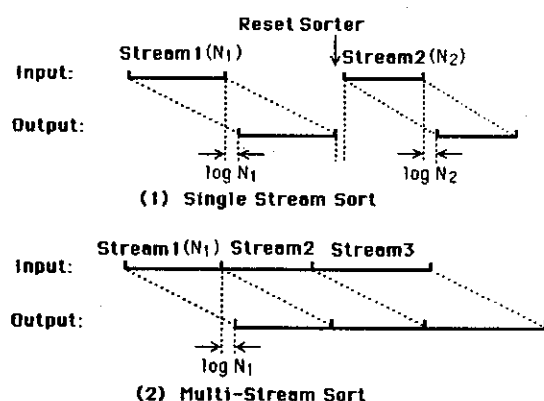 Reset Sorter
Stream1(N₁) Stream2(N₂)
Input:
Output:
log N₁ log N₂
(1) Single Stream Sort
Stream1(N₁) Stream2 Stream3
Input:
Output:
log N₁
(2) Multi-Stream Sort